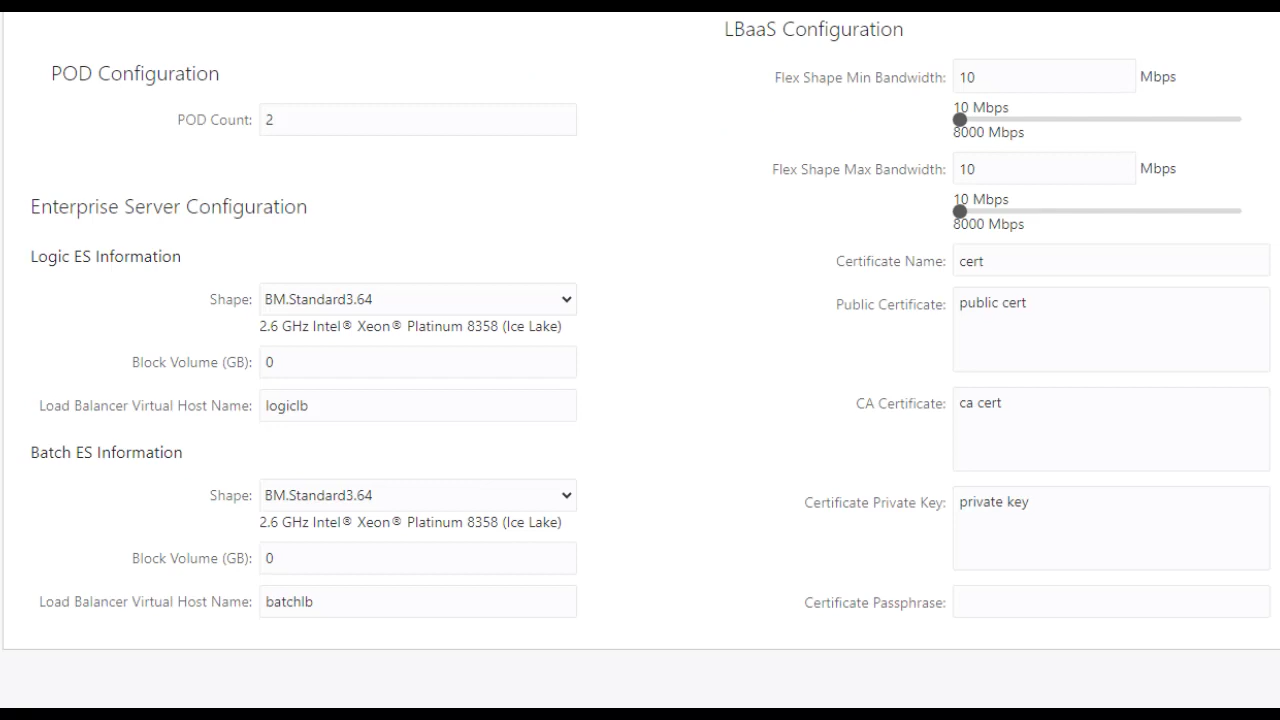 POD Configuration
POD Count: 2
Enterprise Server Configuration
Logic ES Information
Shape: BM.Standard3.64
2.6 GHz Intel® Xeon® Platinum 8358 (Ice Lake)
Block Volume (GB): 0
Load Balancer Virtual Host Name: logiclb
Batch ES Information
Shape: BM.Standard3.64
2.6 GHz Intel® Xeon® Platinum 8358 (Ice Lake)
Block Volume (GB): 0
Load Balancer Virtual Host Name: batchlb
LBaaS Configuration
Flex Shape Min Bandwidth: 10 Mbps
10 Mbps
8000 Mbps
Flex Shape Max Bandwidth: 10 Mbps
10 Mbps
8000 Mbps
Certificate Name: cert
Public Certificate: public cert
CA Certificate: ca cert
Certificate Private Key: private key
Certificate Passphrase: